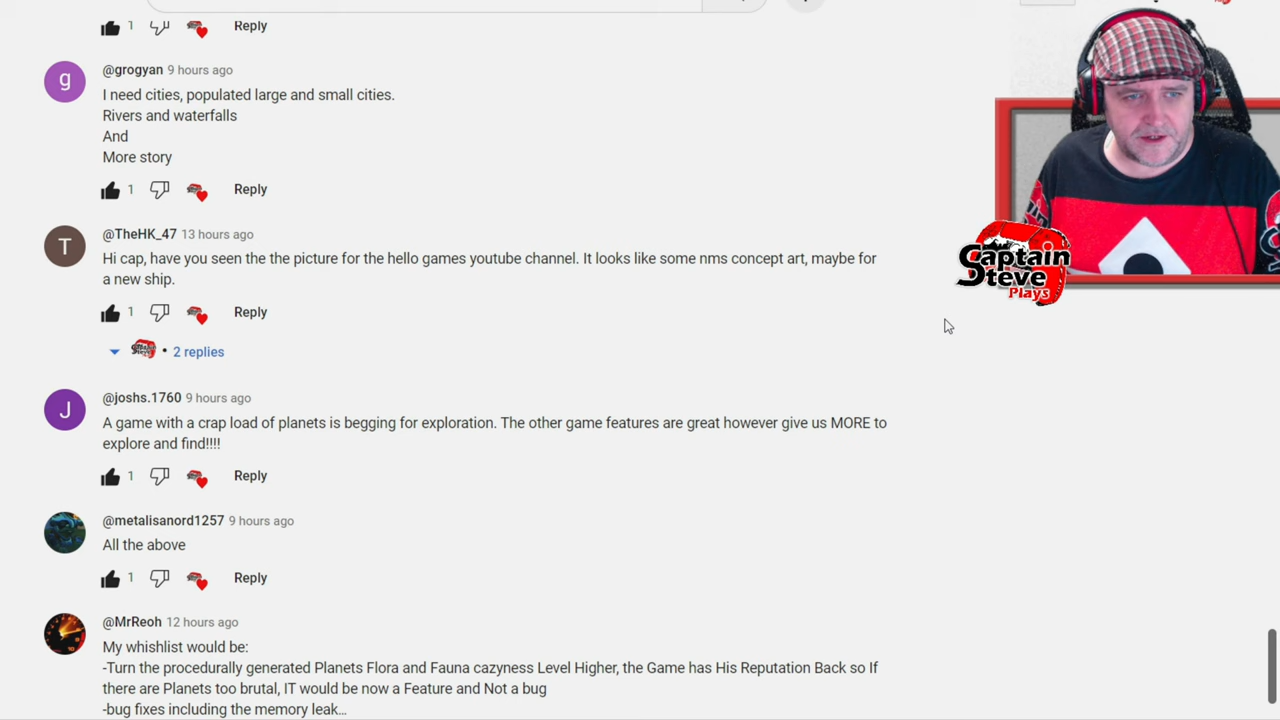 1 Reply
g
@grogyan 9 hours ago
I need cities, populated large and small cities.
Rivers and waterfalls
And
More story
1 Reply
T
@TheHK_47 13 hours ago
Hi cap, have you seen the the picture for the hello games youtube channel. It looks like some nms concept art, maybe for
a new ship.
1 Reply
Captain Steve • 2 replies
J
@joshs.1760 9 hours ago
A game with a crap load of planets is begging for exploration. The other game features are great however give us MORE to
explore and find!!!!
1 Reply
@metalisanord1257 9 hours ago
All the above
1 Reply
@MrReoh 12 hours ago
My whishlist would be:
-Turn the procedurally generated Planets Flora and Fauna cazyness Level Higher, the Game has His Reputation Back so If
there are Planets too brutal, IT would be now a Feature and Not a bug
-bug fixes including the memory leak…
Captain
Steve
Plays